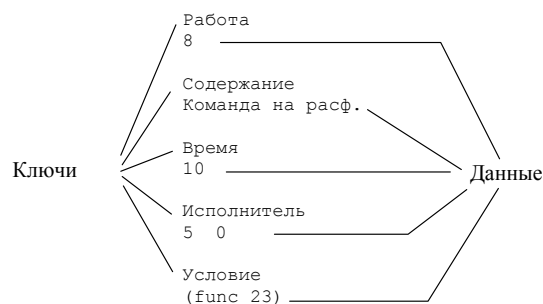 Работа
8
Содержание
Команда на расф.
Время
10
Ключи
Данные
Исполнитель
5 0
Условие
(func 23)